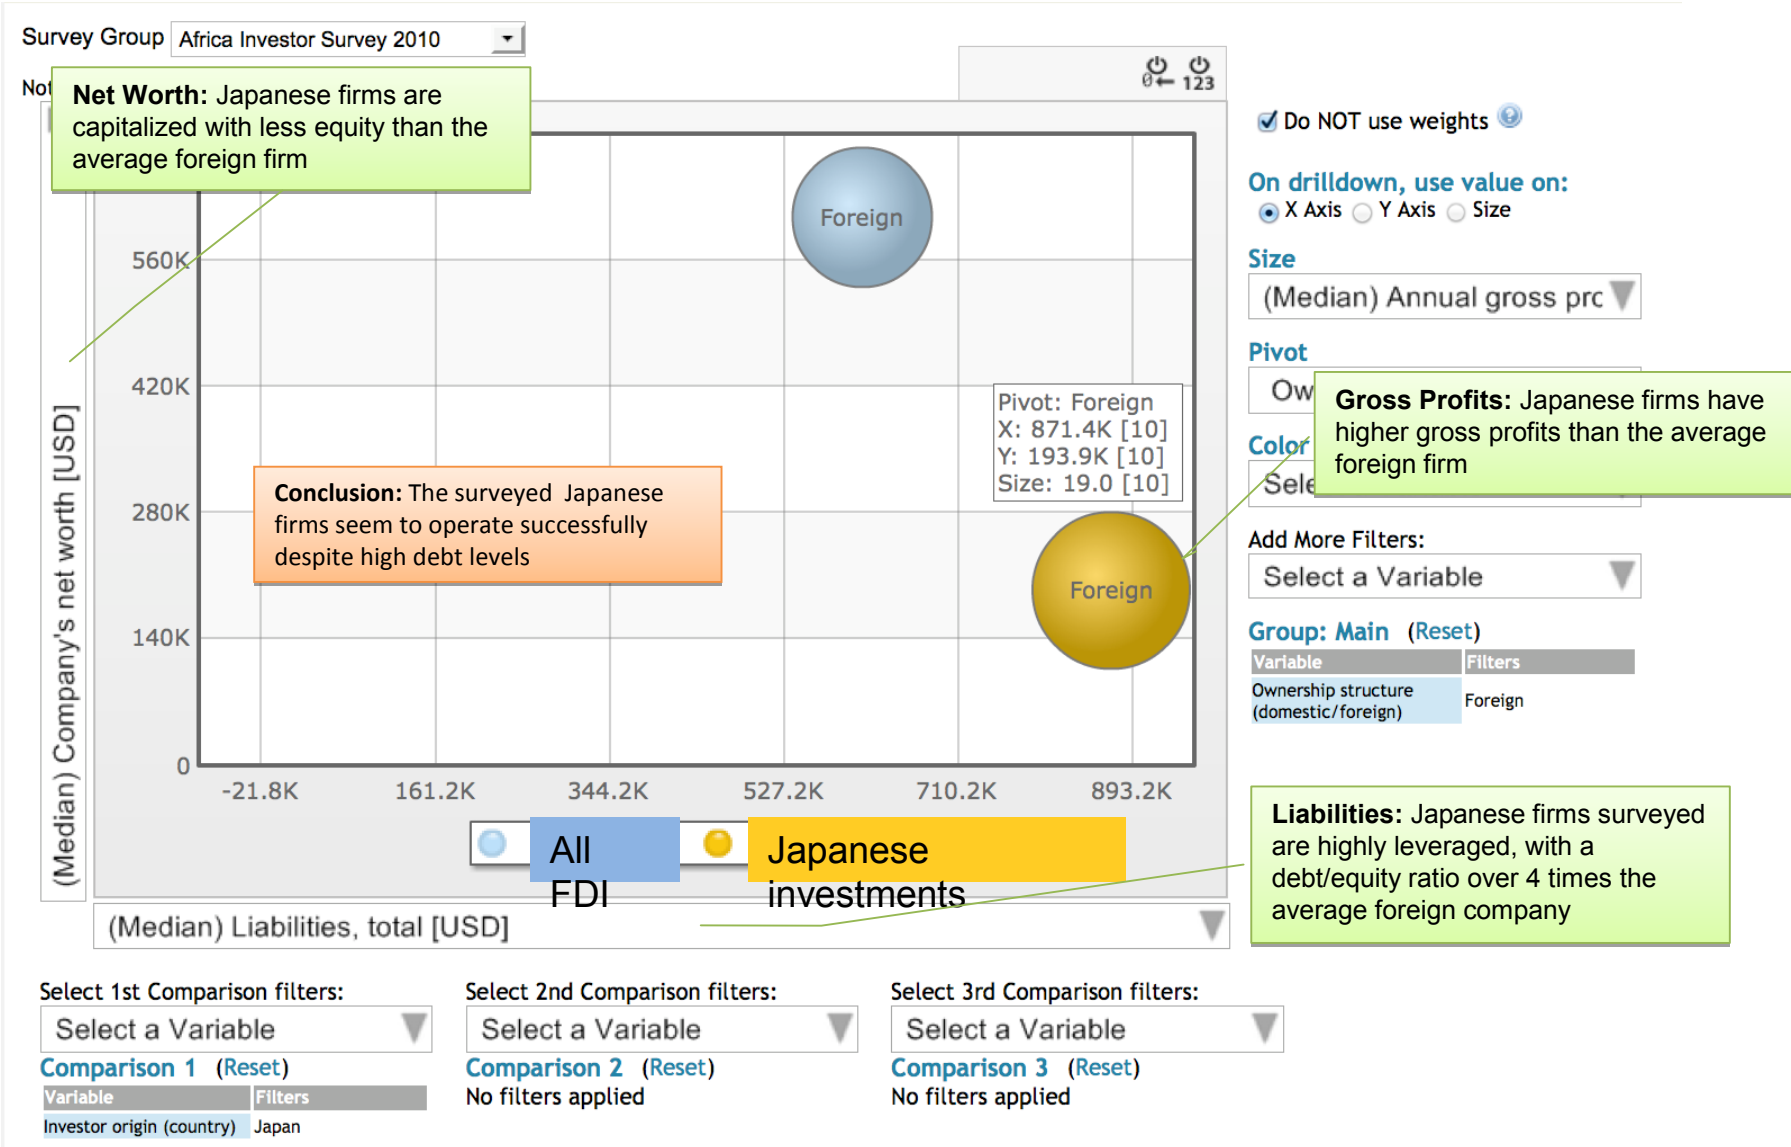 Survey Group
Africa Investor Survey 2010
Net Worth: Japanese firms are
capitalized with less equity than the
average foreign firm
123
Do NOT use weights
On drilldown, use value on:
X Axis Y Axis Size
Size
(Median) Annual gross prc
Pivot
Gross Profits: Japanese firms have
higher gross profits than the average
foreign firm
Color
Add More Filters:
Select a Variable
Group: Main (Reset)
Variable Filters
Ownership structure
(domestic/foreign)
Foreign
(Median) Company's net worth [USD]
560K
420K
280K
140K
0
Foreign
Pivot: Foreign
X: 871.4K [10]
Y: 193.9K [10]
Size: 19.0 [10]
Foreign
Conclusion: The surveyed Japanese
firms seem to operate successfully
despite high debt levels
-21.8K 161.2K 344.2K 527.2K 710.2K 893.2K
All
FDI
Japanese
investments
(Median) Liabilities, total [USD]
Liabilities: Japanese firms surveyed
are highly leveraged, with a
debt/equity ratio over 4 times the
average foreign company
Select 1st Comparison filters:
Select a Variable
Comparison 1 (Reset)
Variable Filters
Investor origin (country) Japan
Select 2nd Comparison filters:
Select a Variable
Comparison 2 (Reset)
No filters applied
Select 3rd Comparison filters:
Select a Variable
Comparison 3 (Reset)
No filters applied